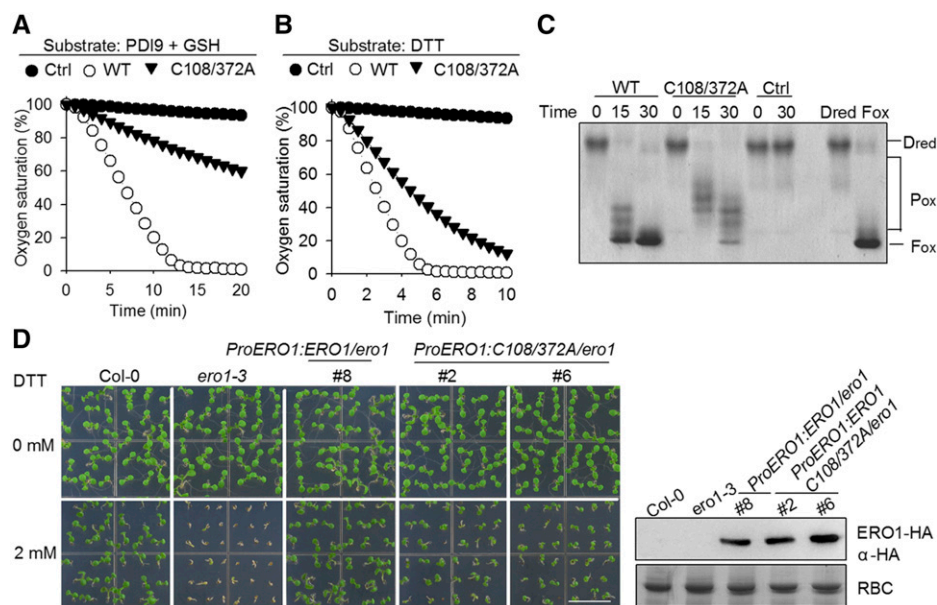 A
Substrate: PDI9 + GSH
Ctrl WT C108/372A
Oxygen saturation (%)
100
80
60
40
20
0
0 5 10 15 20
Time (min)
B
Substrate: DTT
Ctrl WT C108/372A
Oxygen saturation (%)
100
80
60
40
20
0
0 2 4 6 8 10
Time (min)
C
WT C108/372A Ctrl
Time 0 15 30 0 15 30 0 30 Dred Fox
Dred
Pox
Fox
D
ProERO1:ERO1/ero1 ProERO1:C108/372A/ero1
DTT Col-0 ero1-3 #8 #2 #6
0 mM
2 mM
Col-0
ero1-3
ProERO1:ERO1/ero1
ProERO1:ERO1
C108/372A/ero1
#8 #2 #6
ERO1-HA
α-HA
RBC